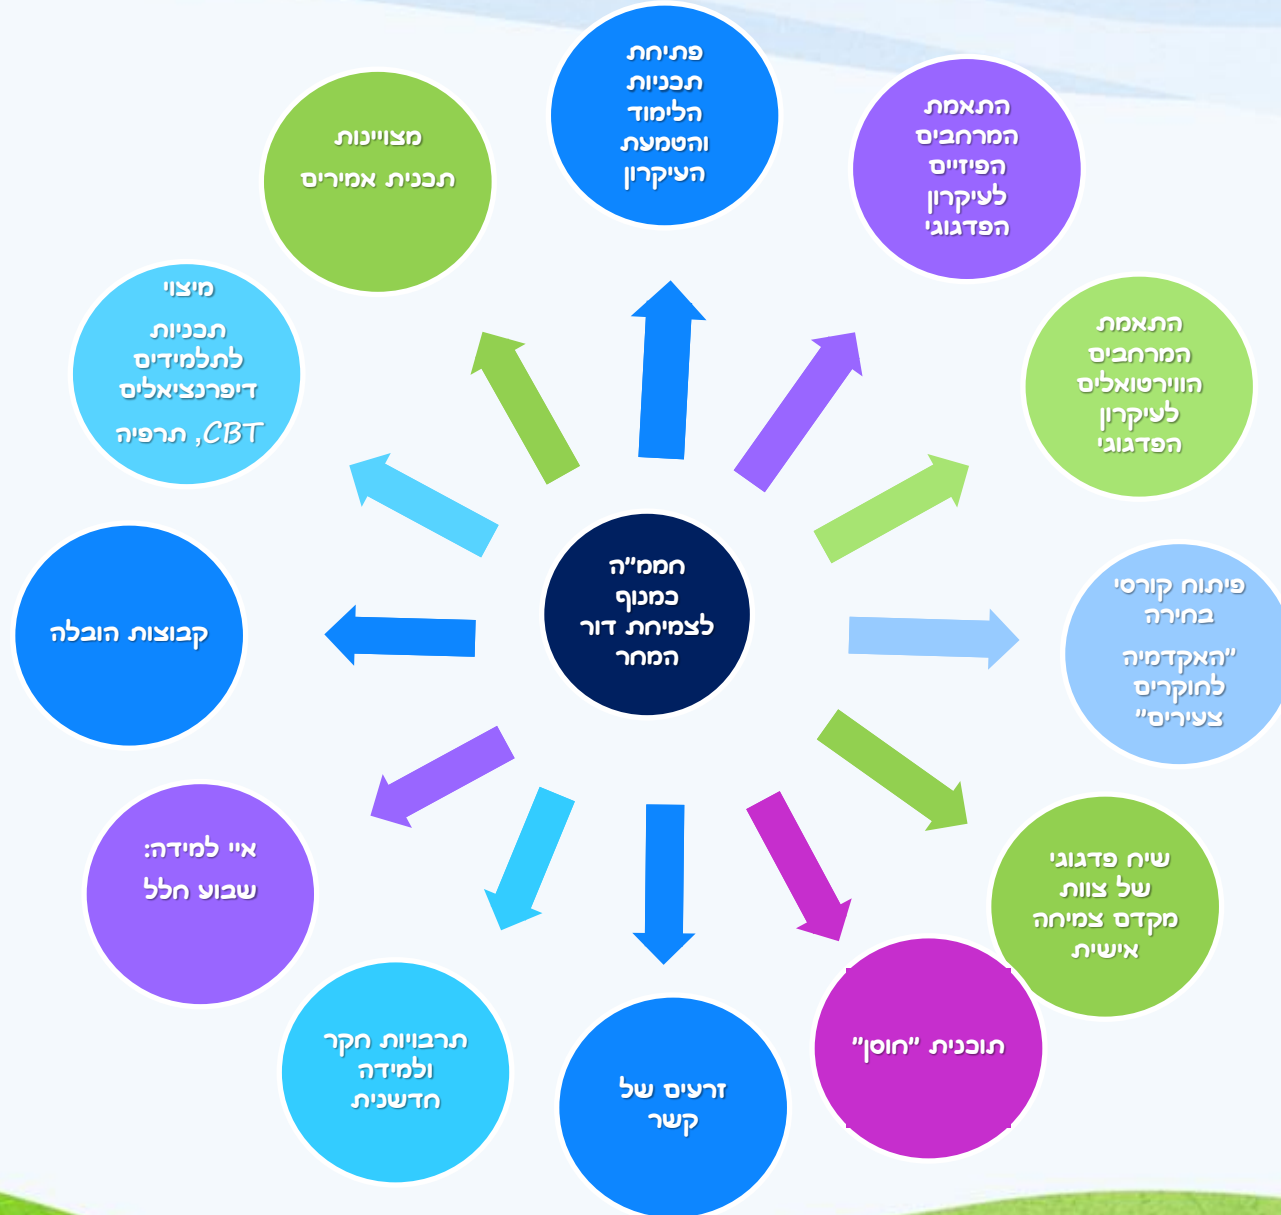 פתיחת
תכניות
הלימוד
והטמעת
העיקרון
התאמת
המרחבים
הפיזיים
לעיקרון
הפדגוגי
התאמת
המרחבים
הווירטואלים
לעיקרון
הפדגוגי
פיתוח קורסי
בחירה
"האקדמיה
לחוקרים
צעירים"
שיח פדגוגי
של צוות
מקדם צמיחה
אישית
תוכנית "חוסן"
זרעים של
קשר
תרבויות חקר
ולמידה
חדשנית
איי למידה:
שבוע חלל
קבוצות הובלה
מיצוי
תכניות
לתלמידים
דיפרנציאלים
CBT, תרפיה
מצויינות
תבנית אמירים
חממ"ה
כמנוף
לצמיחת דור
המחר